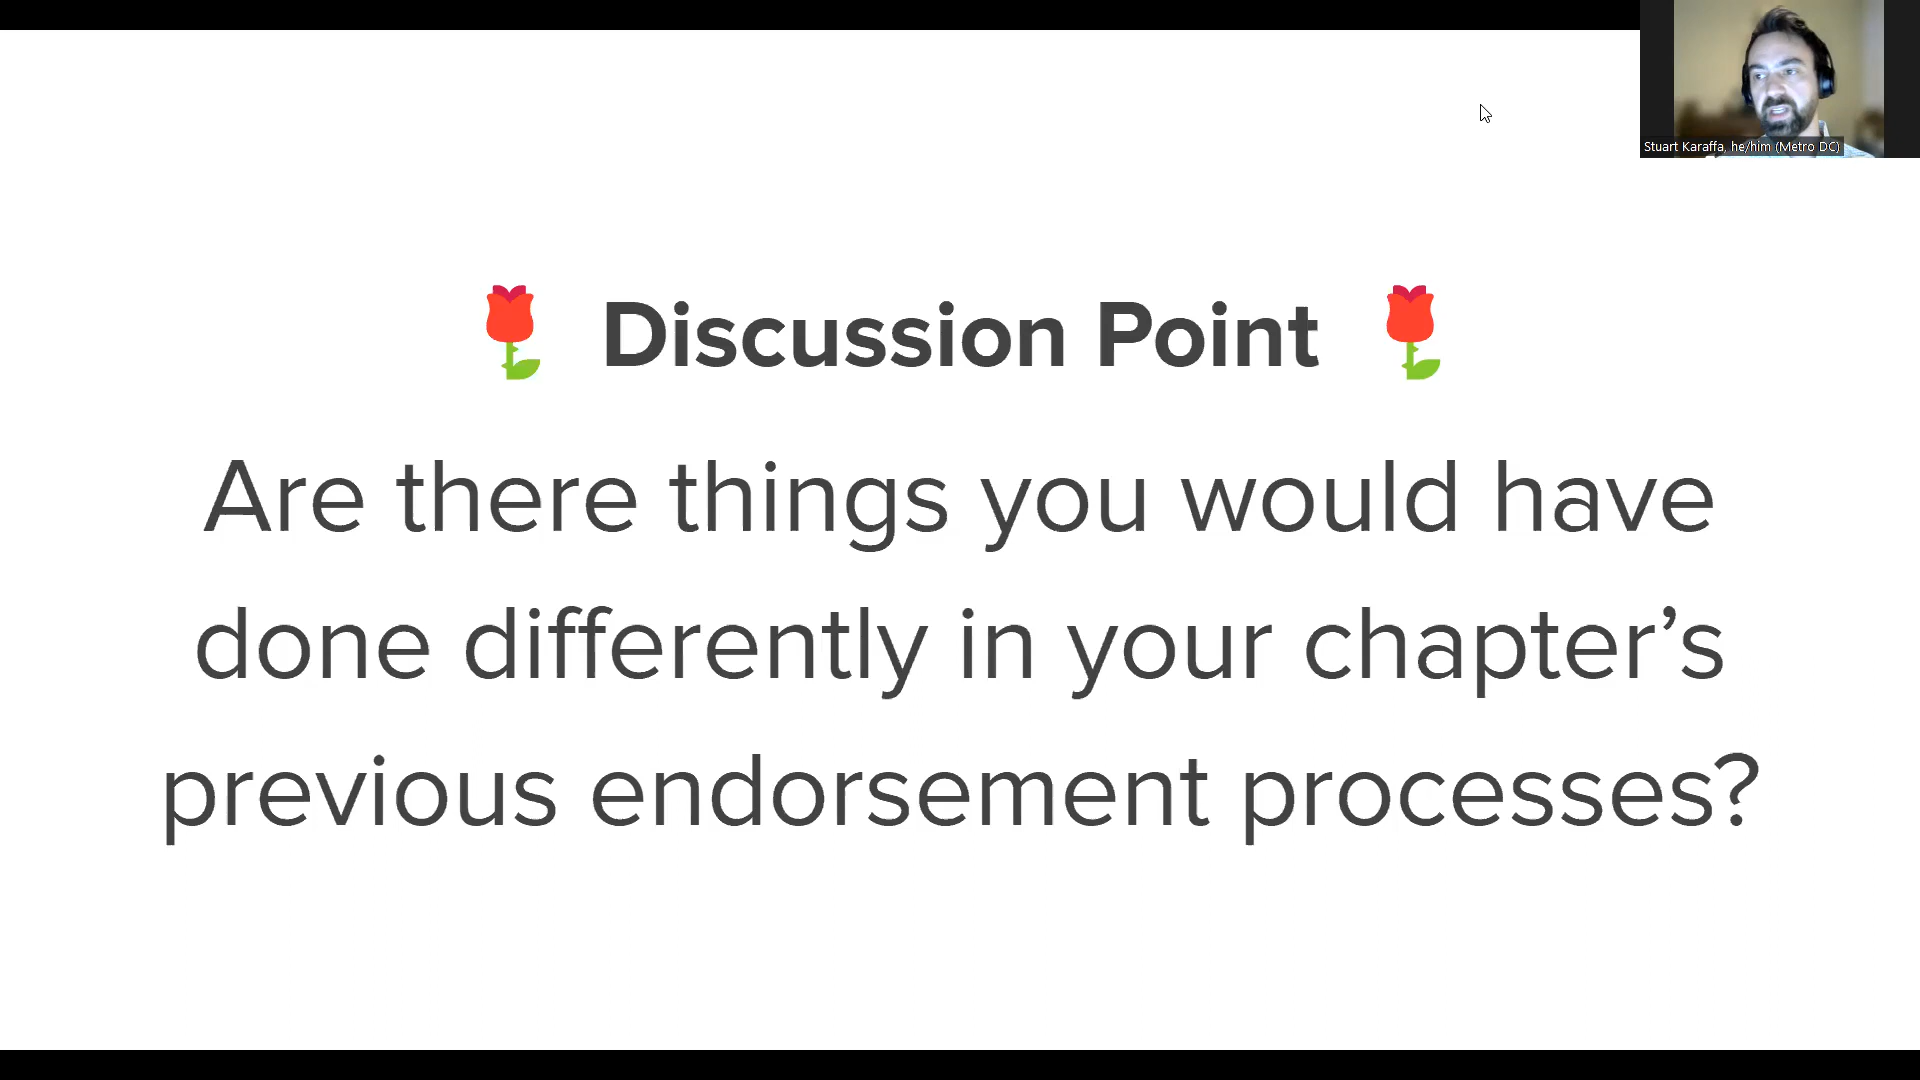 Stuart Karaffa, he/him (Metro DC)
🌹 Discussion Point 🌹
Are there things you would have
done differently in your chapter’s
previous endorsement processes?